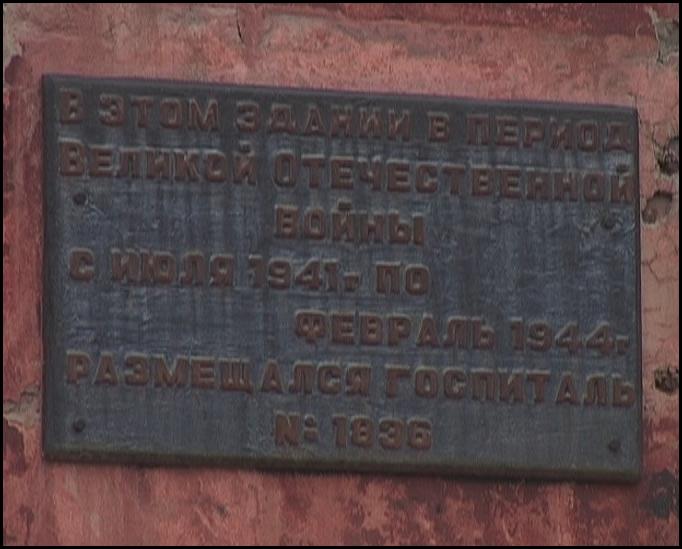 В ЭТОМ ЗДАНИИ В ПЕРИОД
ВЕЛИКОЙ ОТЕЧЕСТВЕННОЙ
ВОЙНЫ
С ИЮЛЯ 1941г ПО
ФЕВРАЛЬ 1944г.
РАЗМЕЩАЛСЯ ГОСПИТАЛЬ
№ 1836